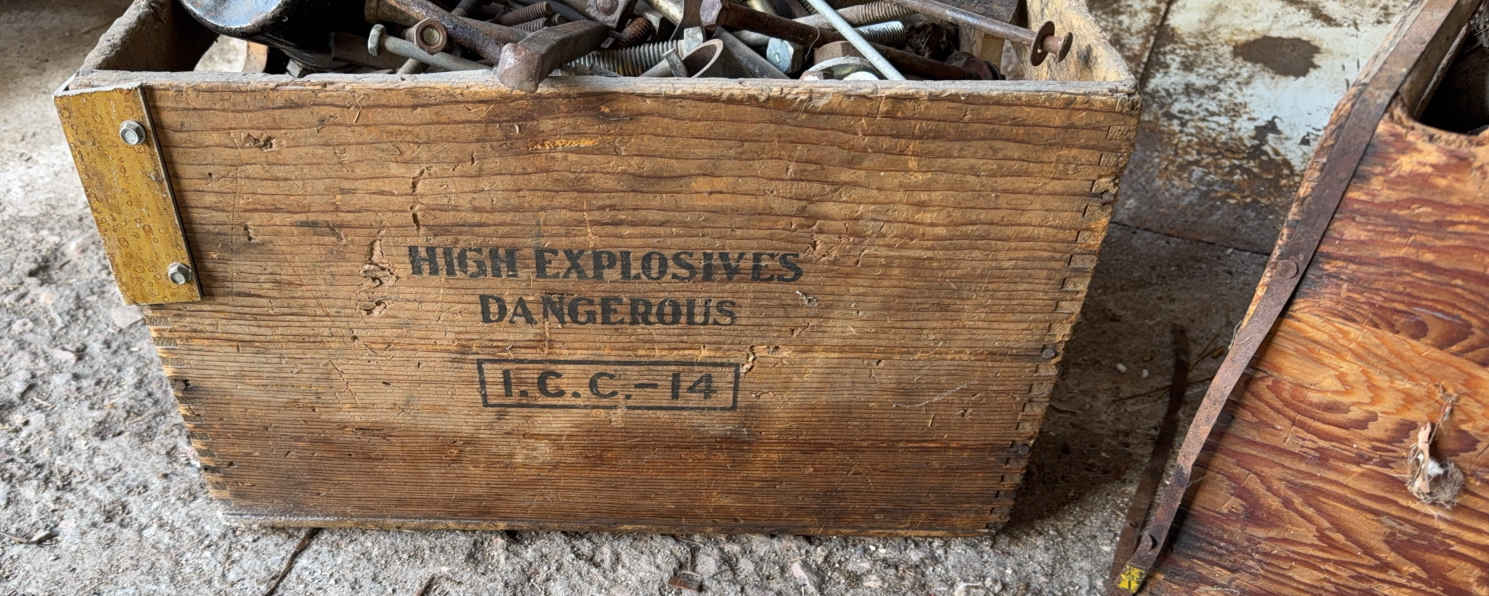 HIGH EXPLOSIVES
DANGEROUS
I.C.C.-14